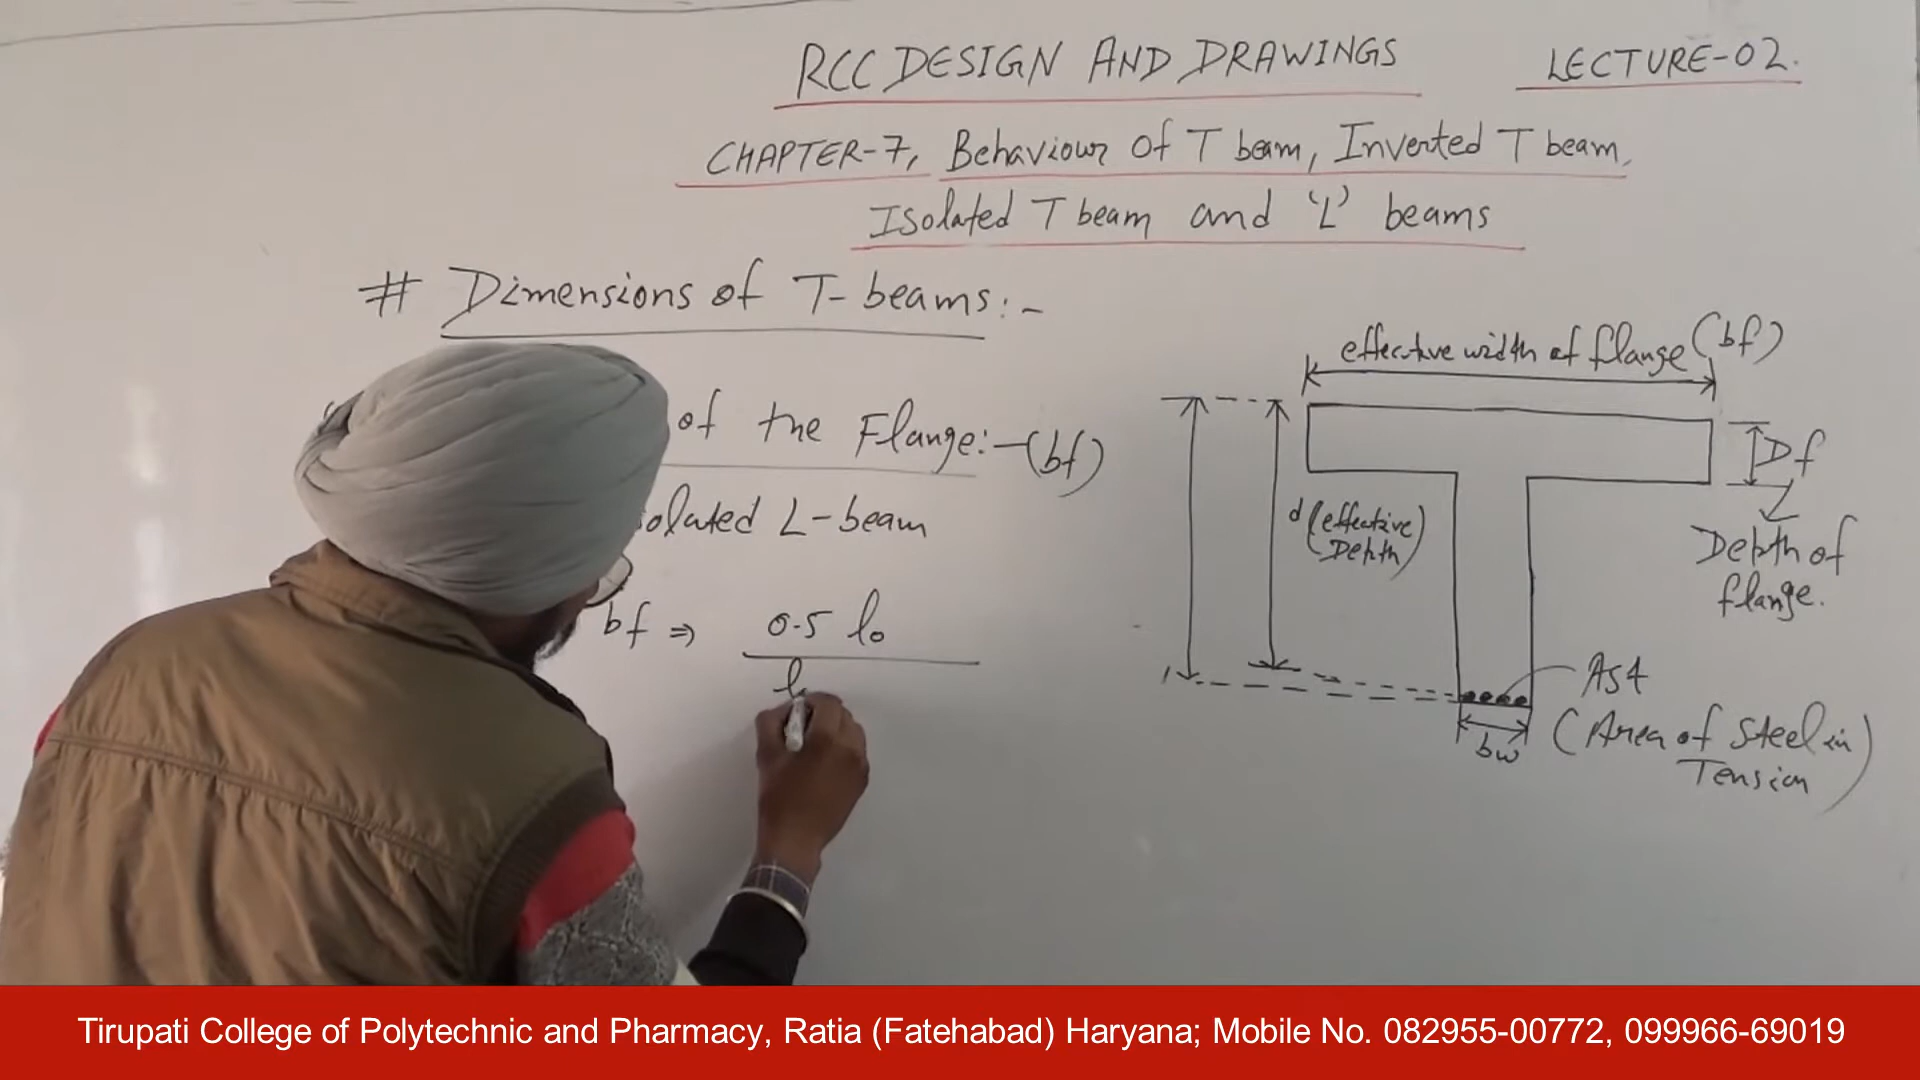 RCC DESIGN AND DRAWINGS LECTURE-02.
CHAPTER-7, Behaviour Of T beam, Inverted T beam,
Isolated T beam and 'L' beams
# Dimensions of T-beams:-
of the Flange:-(bf)
olated L-beam
bf ⇒ 0.5 lo
l
effective width of flange (bf)
Df
Depth of
flange.
d (effective
Depth)
Ast
(Area of Steel in
Tension)
bw
Tirupati College of Polytechnic and Pharmacy, Ratia (Fatehabad) Haryana; Mobile No. 082955-00772, 099966-69019